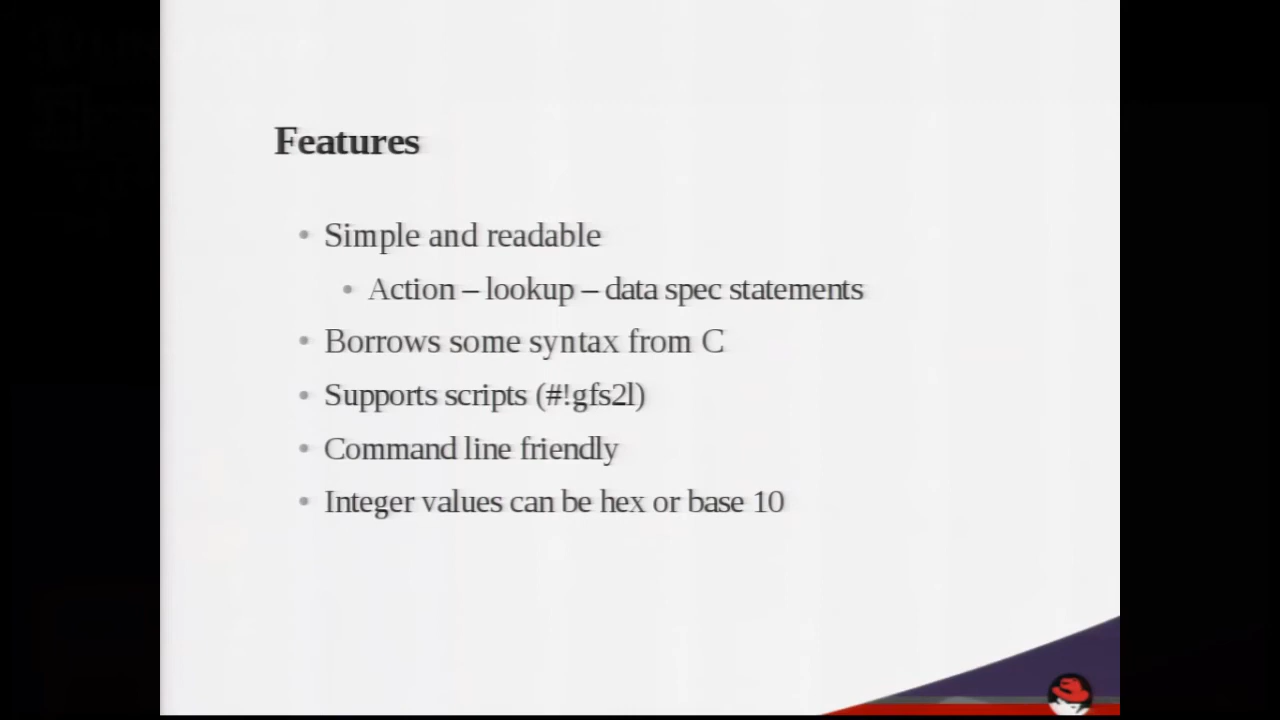 Features
• Simple and readable
• Action – lookup – data spec statements
• Borrows some syntax from C
• Supports scripts (#!gfs2l)
• Command line friendly
• Integer values can be hex or base 10